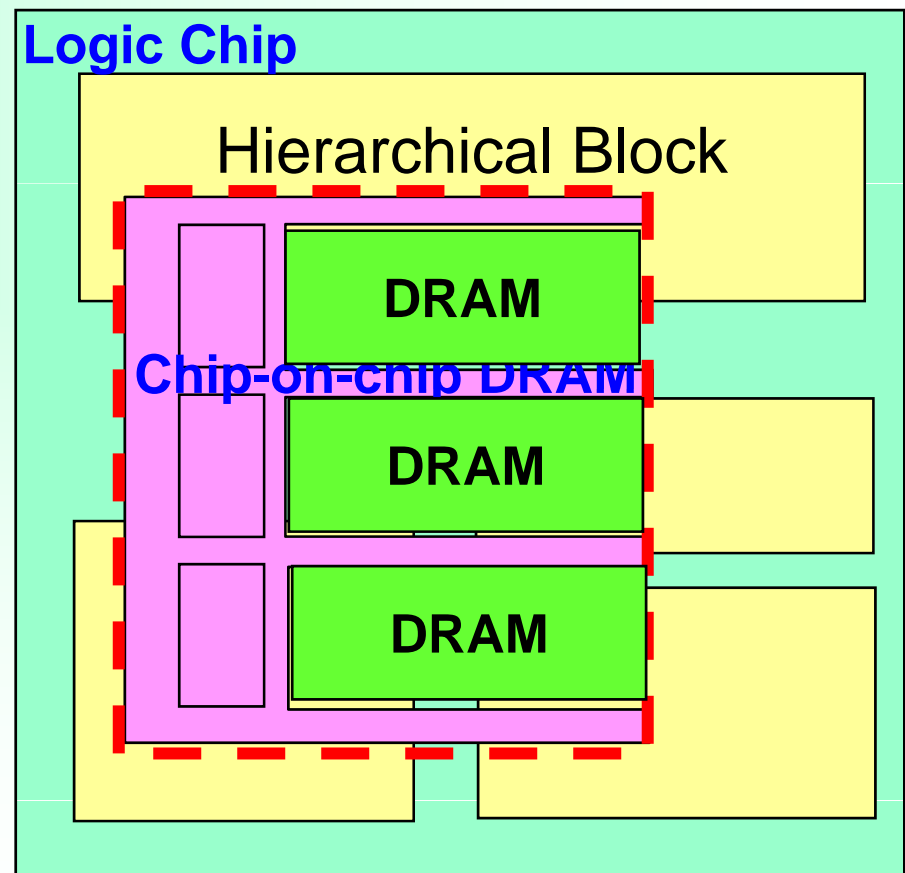 Logic Chip
Hierarchical Block
DRAM
Chip-on-chip DRAM
DRAM
DRAM